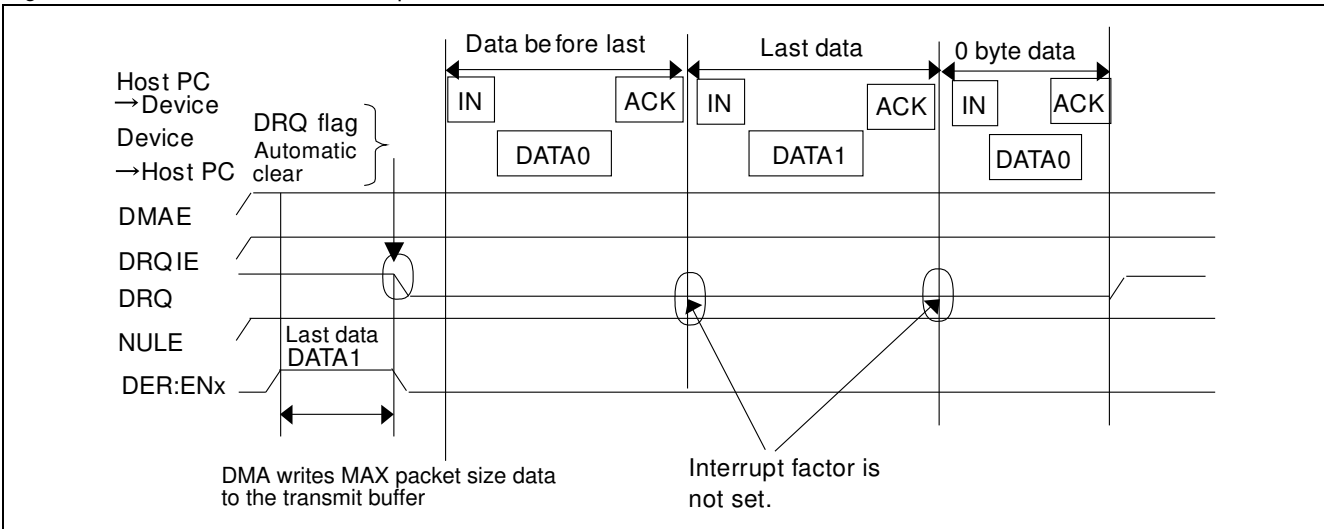 Data before last
Last data
0 byte data
Host PC
→Device
Device
→Host PC
DRQ flag
Automatic
clear
IN
ACK
IN
ACK
IN
ACK
DATA0
DATA1
DATA0
DMAE
DRQIE
DRQ
NULE
Last data
DATA1
DER:ENx
DMA writes MAX packet size data
to the transmit buffer
Interrupt factor is
not set.